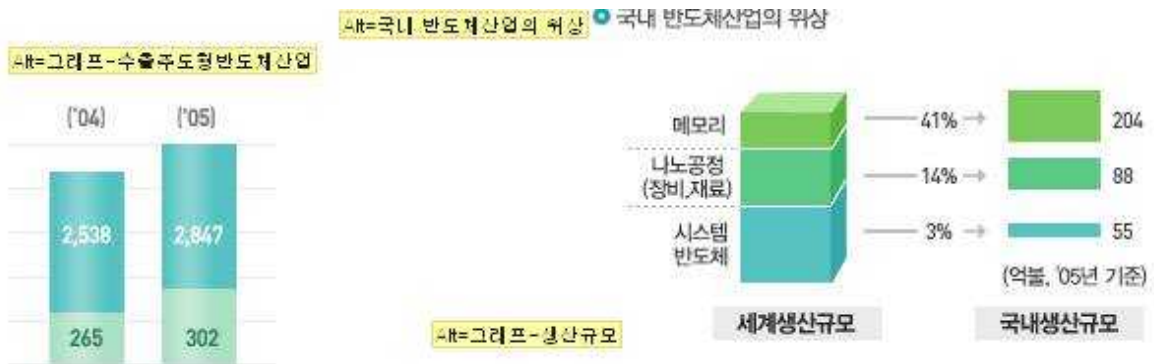 Alt=국내 반도체산업의 위상
국내 반도체산업의 위상
Alt=그래프-수출주도형반도체산업
('04)
('05)
2,538
2,847
265
302
메모리
41%
204
나노공정
(장비,재료)
14%
88
시스템
반도체
3%
55
(억불, '05년 기준)
세계생산규모
국내생산규모
Alt=그래프-생산규모